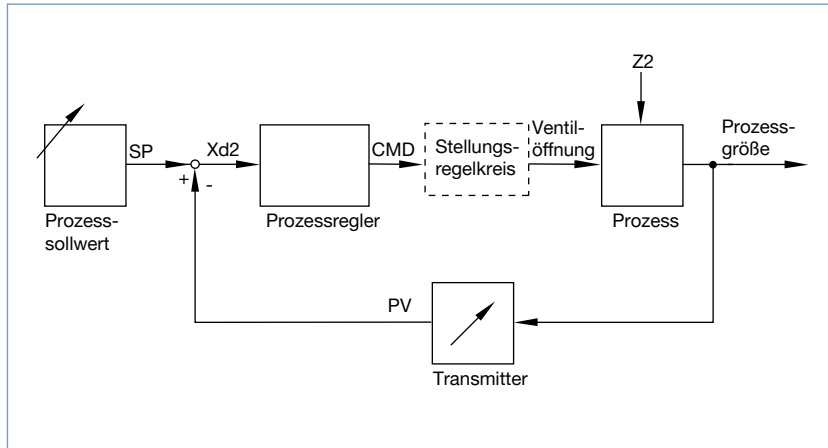 Z2
SP
+
-
Xd2
CMD
Stellungs-
regelkreis
Ventil-
öffnung
Prozess-
größe
Prozess-
sollwert
Prozessregler
Prozess
PV
Transmitter